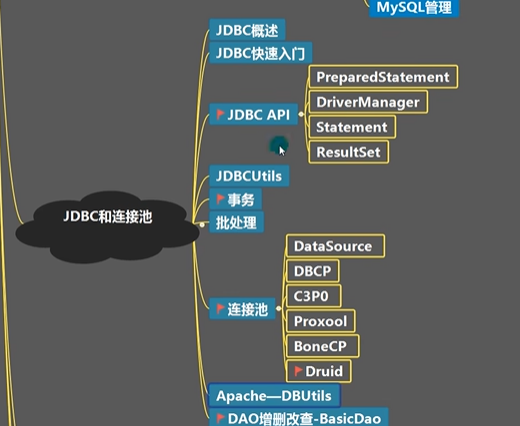 MySQL管理
JDBC概述
JDBC快速入门
PreparedStatement
DriverManager
JDBC API
Statement
ResultSet
JDBCUtils
事务
JDBC和连接池
批处理
DataSource
DBCP
C3P0
连接池
Proxool
BoneCP
Druid
Apache—DBUtils
DAO增删改查-BasicDao